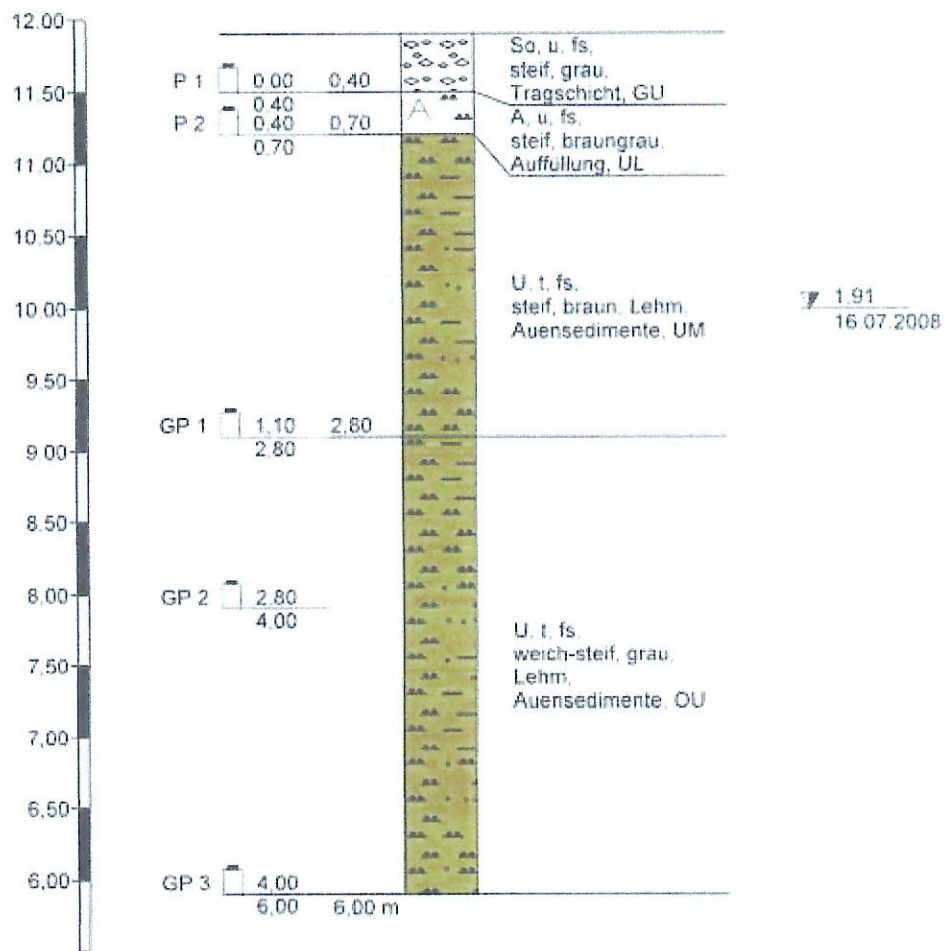 12.00
So, u, fs,
steif, grau,
Tragschicht, GU
P 1 0.00 0,40
0,40
11.50
A
A, u, fs,
steif, braungrau,
Auffüllung, UL
P 2 0,40 0,70
0,70
11.00
10.50
U, t, fs,
steif, braun, Lehm,
Auensedimente, UM
1.91
16.07.2008
10.00
9.50
GP 1 1,10 2,80
2,80
9.00
8.50
8,00
GP 2 2,80
4,00
U, t, fs,
weich-steif, grau,
Lehm,
Auensedimente, OU
7,50
7,00
6,50
6,00
GP 3 4,00
6,00 6,00 m